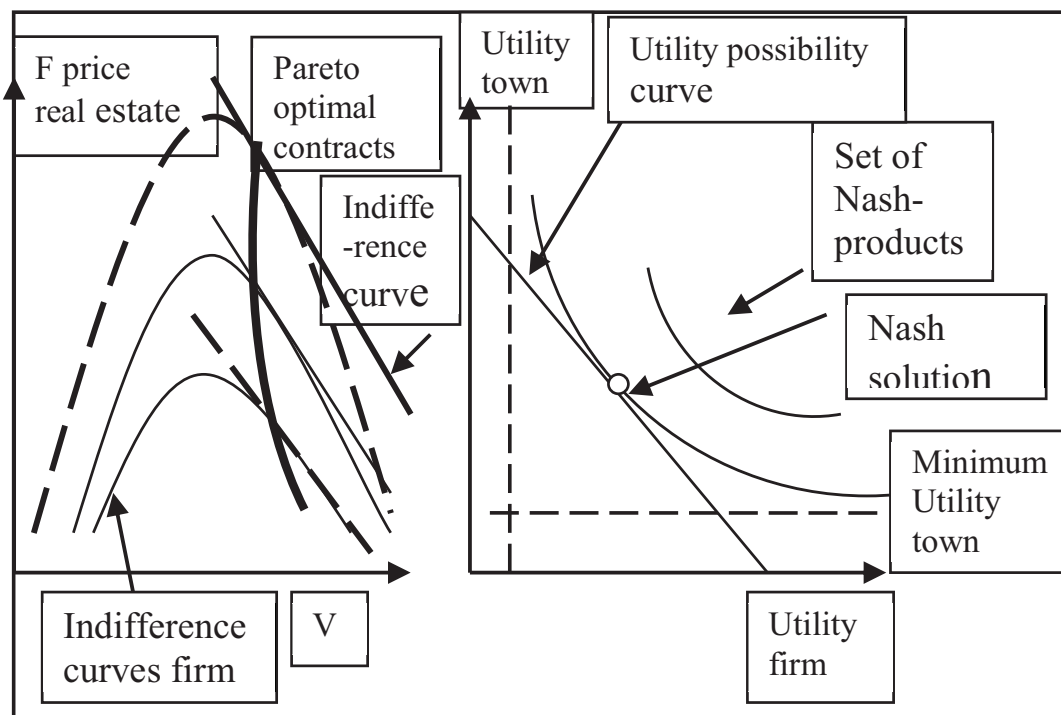 F price
real estate
Pareto
optimal
contracts
Indiffe
-rence
curve
Indifference
curves firm
V
Utility
town
Utility possibility
curve
Set of
Nash-
products
Nash
solution
Minimum
Utility
town
Utility
firm